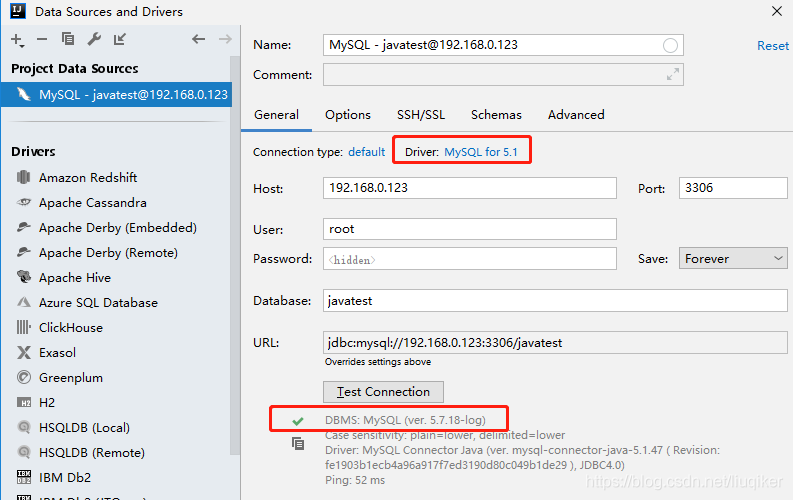 Data Sources and Drivers
Project Data Sources
MySQL - javatest@192.168.0.123
Drivers
Amazon Redshift
Apache Cassandra
Apache Derby (Embedded)
Apache Derby (Remote)
Apache Hive
Azure SQL Database
ClickHouse
Exasol
Greenplum
H2
HSQLDB (Local)
HSQLDB (Remote)
IBM Db2
Name: MySQL - javatest@192.168.0.123 Reset
Comment:
General Options SSH/SSL Schemas Advanced
Connection type: default Driver: MySQL for 5.1
Host: 192.168.0.123 Port: 3306
User: root
Password: <hidden> Save: Forever
Database: javatest
URL: jdbc:mysql://192.168.0.123:3306/javatest
Overrides settings above
Test Connection
DBMS: MySQL (ver. 5.7.18-log)
Case sensitivity: plain=lower, delimited=lower
Driver: MySQL Connector Java (ver. mysql-connector-java-5.1.47 ( Revision:
fe1903b1ecb4a96a917f7ed3190d80c049b1de29 ), JDBC4.0)
Ping: 52 ms
https://blog.csdn.net/liuqiker